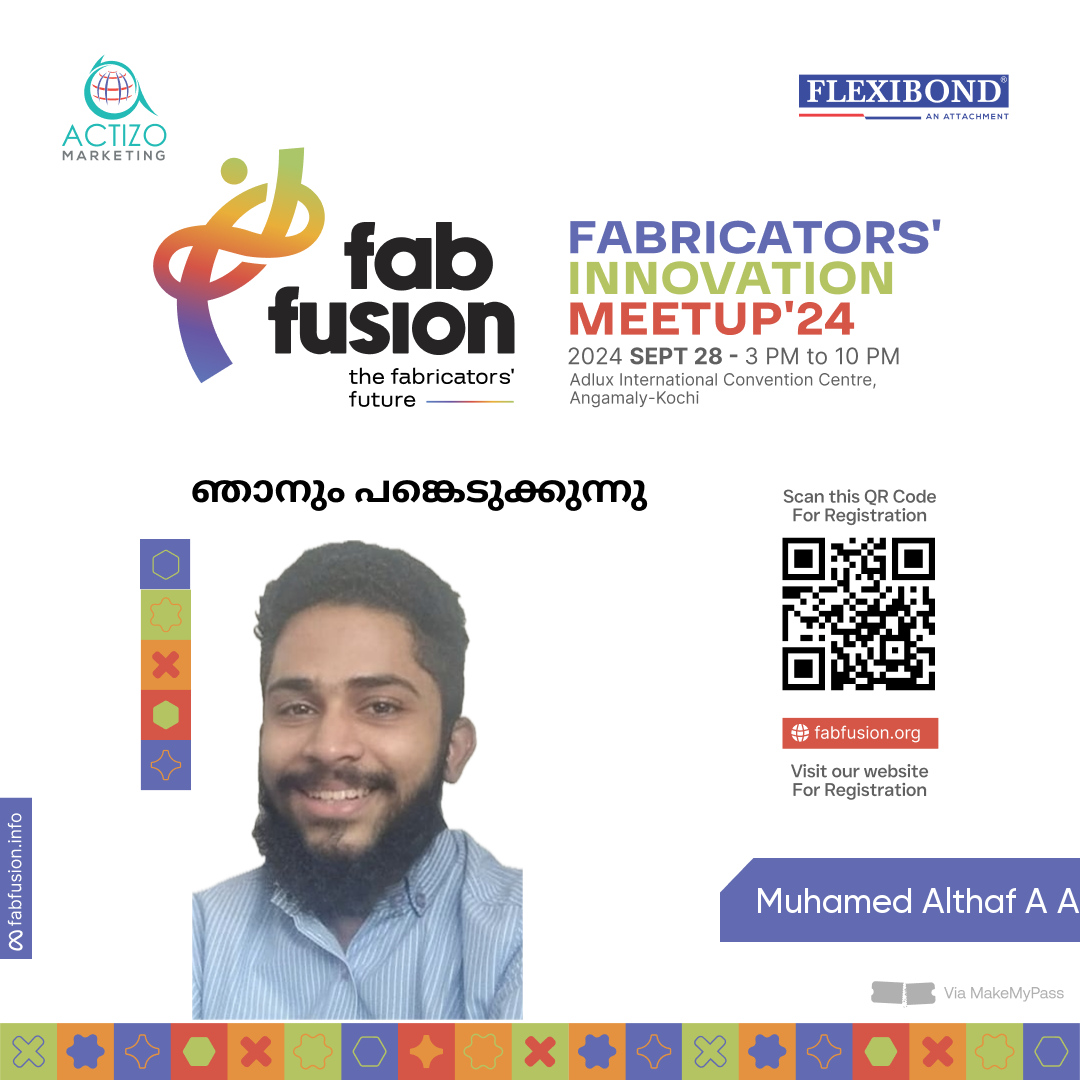 ACTIZO
MARKETING
FLEXIBOND®
AN ATTACHMENT
fab
fusion
the fabricators'
future
FABRICATORS'
INNOVATION
MEETUP'24
2024 SEPT 28 - 3 PM to 10 PM
Adlux International Convention Centre,
Angamaly-Kochi
ഞാനും പങ്കെടുക്കുന്നു
Scan this QR Code
For Registration
fabfusion.org
Visit our website
For Registration
fabfusion.info
Muhamed Althaf A A
Via MakeMyPass